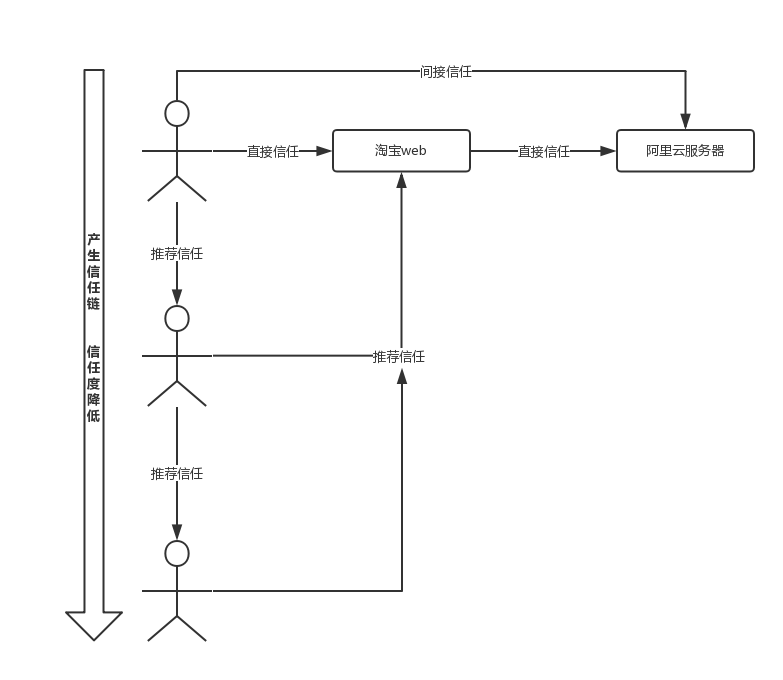 间接信任
直接信任
淘宝web
直接信任
阿里云服务器
推荐信任
产生信任链
信任度降低
推荐信任
推荐信任